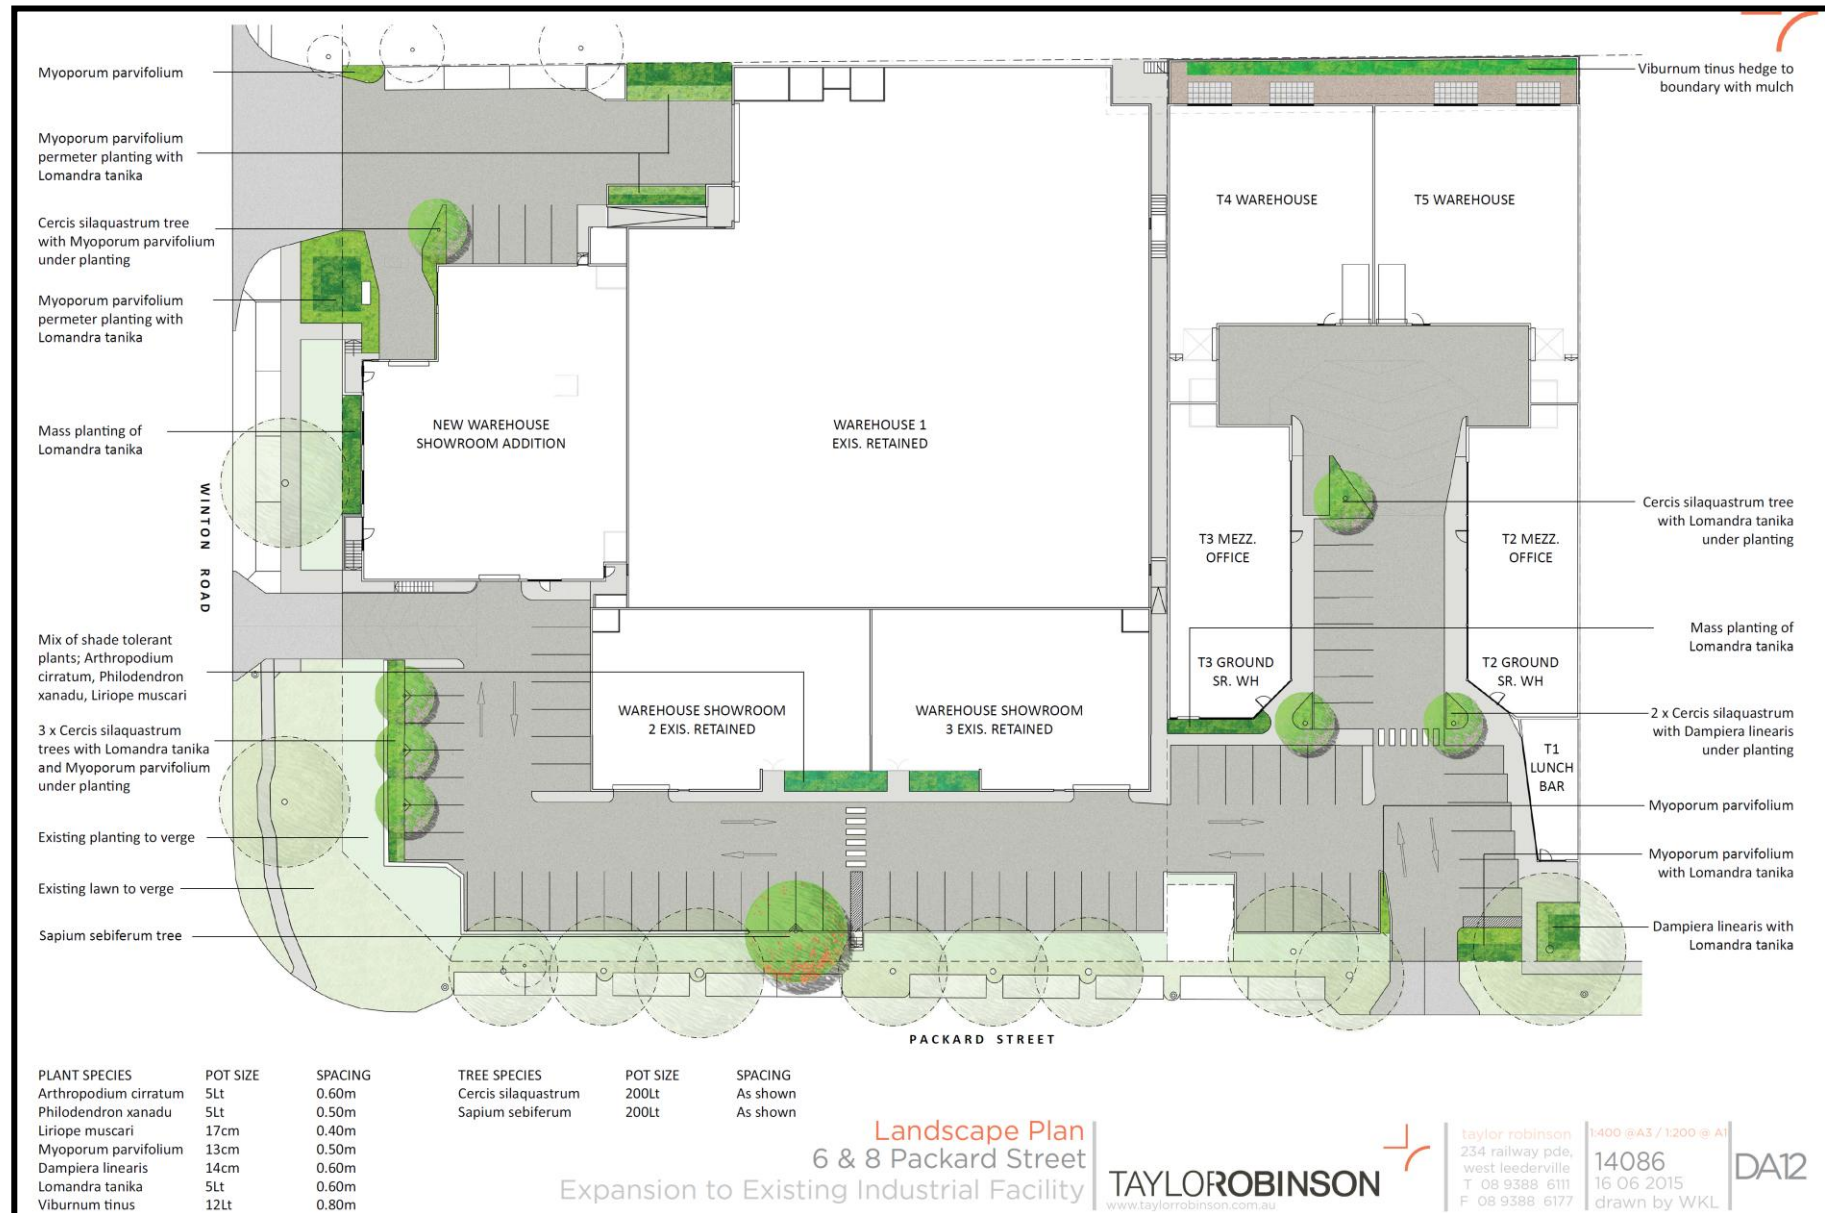 Myoporum parvifolium
Myoporum parvifolium
permeter planting with
Lomandra tanika
Cercis silaquastrum tree
with Myoporum parvifolium
under planting
Myoporum parvifolium
permeter planting with
Lomandra tanika
Mass planting of
Lomandra tanika
WINTON ROAD
Mix of shade tolerant
plants; Arthropodium
cirratum, Philodendron
xanadu, Liriope muscari
3 x Cercis silaquastrum
trees with Lomandra tanika
and Myoporum parvifolium
under planting
Existing planting to verge
Existing lawn to verge
Sapium sebiferum tree
NEW WAREHOUSE
SHOWROOM ADDITION
WAREHOUSE 1
EXIS. RETAINED
WAREHOUSE SHOWROOM
2 EXIS. RETAINED
WAREHOUSE SHOWROOM
3 EXIS. RETAINED
T4 WAREHOUSE
T5 WAREHOUSE
T3 MEZZ.
OFFICE
T2 MEZZ.
OFFICE
T3 GROUND
SR. WH
T2 GROUND
SR. WH
T1
LUNCH
BAR
Viburnum tinus hedge to
boundary with mulch
Cercis silaquastrum tree
with Lomandra tanika
under planting
Mass planting of
Lomandra tanika
2 x Cercis silaquastrum
with Dampiera linearis
under planting
Myoporum parvifolium
Myoporum parvifolium
with Lomandra tanika
Dampiera linearis with
Lomandra tanika
PACKARD STREET
PLANT SPECIES POT SIZE SPACING
Arthropodium cirratum 5Lt 0.60m
Philodendron xanadu 5Lt 0.50m
Liriope muscari 17cm 0.40m
Myoporum parvifolium 13cm 0.50m
Dampiera linearis 14cm 0.60m
Lomandra tanika 5Lt 0.60m
Viburnum tinus 12Lt 0.80m
TREE SPECIES POT SIZE SPACING
Cercis silaquastrum 200Lt As shown
Sapium sebiferum 200Lt As shown
Landscape Plan
6 & 8 Packard Street
Expansion to Existing Industrial Facility
TAYLORROBINSON
www.taylorrobinson.com.au
taylor robinson
234 railway pde,
west leederville
T 08 9388 6111
F 08 9388 6177
1:400 @A3 / 1:200 @ A1
14086
16 06 2015
drawn by WKL
DA12